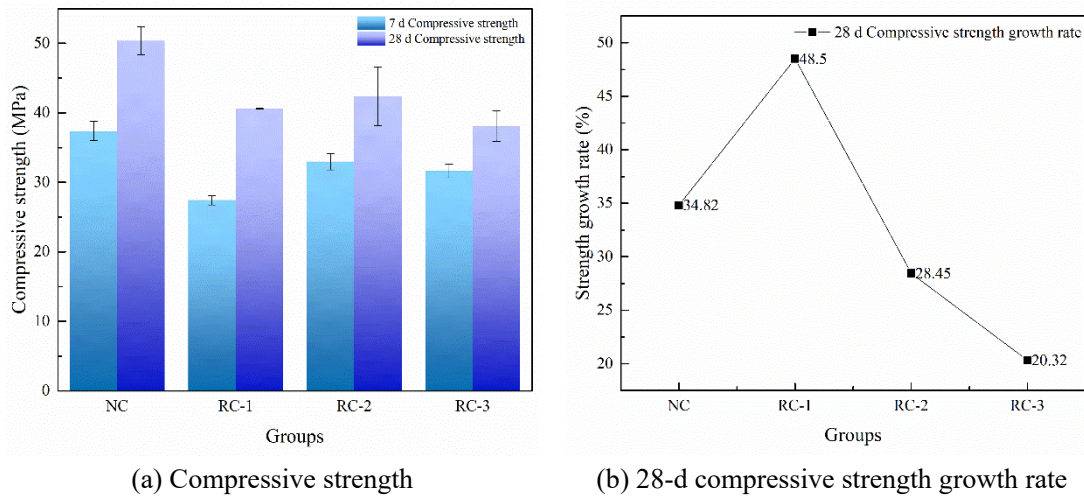 7 d Compressive strength
28 d Compressive strength
Compressive strength (MPa)
50
40
30
20
10
0
NC RC-1 RC-2 RC-3
Groups
(a) Compressive strength
28 d Compressive strength growth rate
Strength growth rate (%)
50
45
40
35
30
25
20
48.5
34.82
28.45
20.32
NC RC-1 RC-2 RC-3
Groups
(b) 28-d compressive strength growth rate